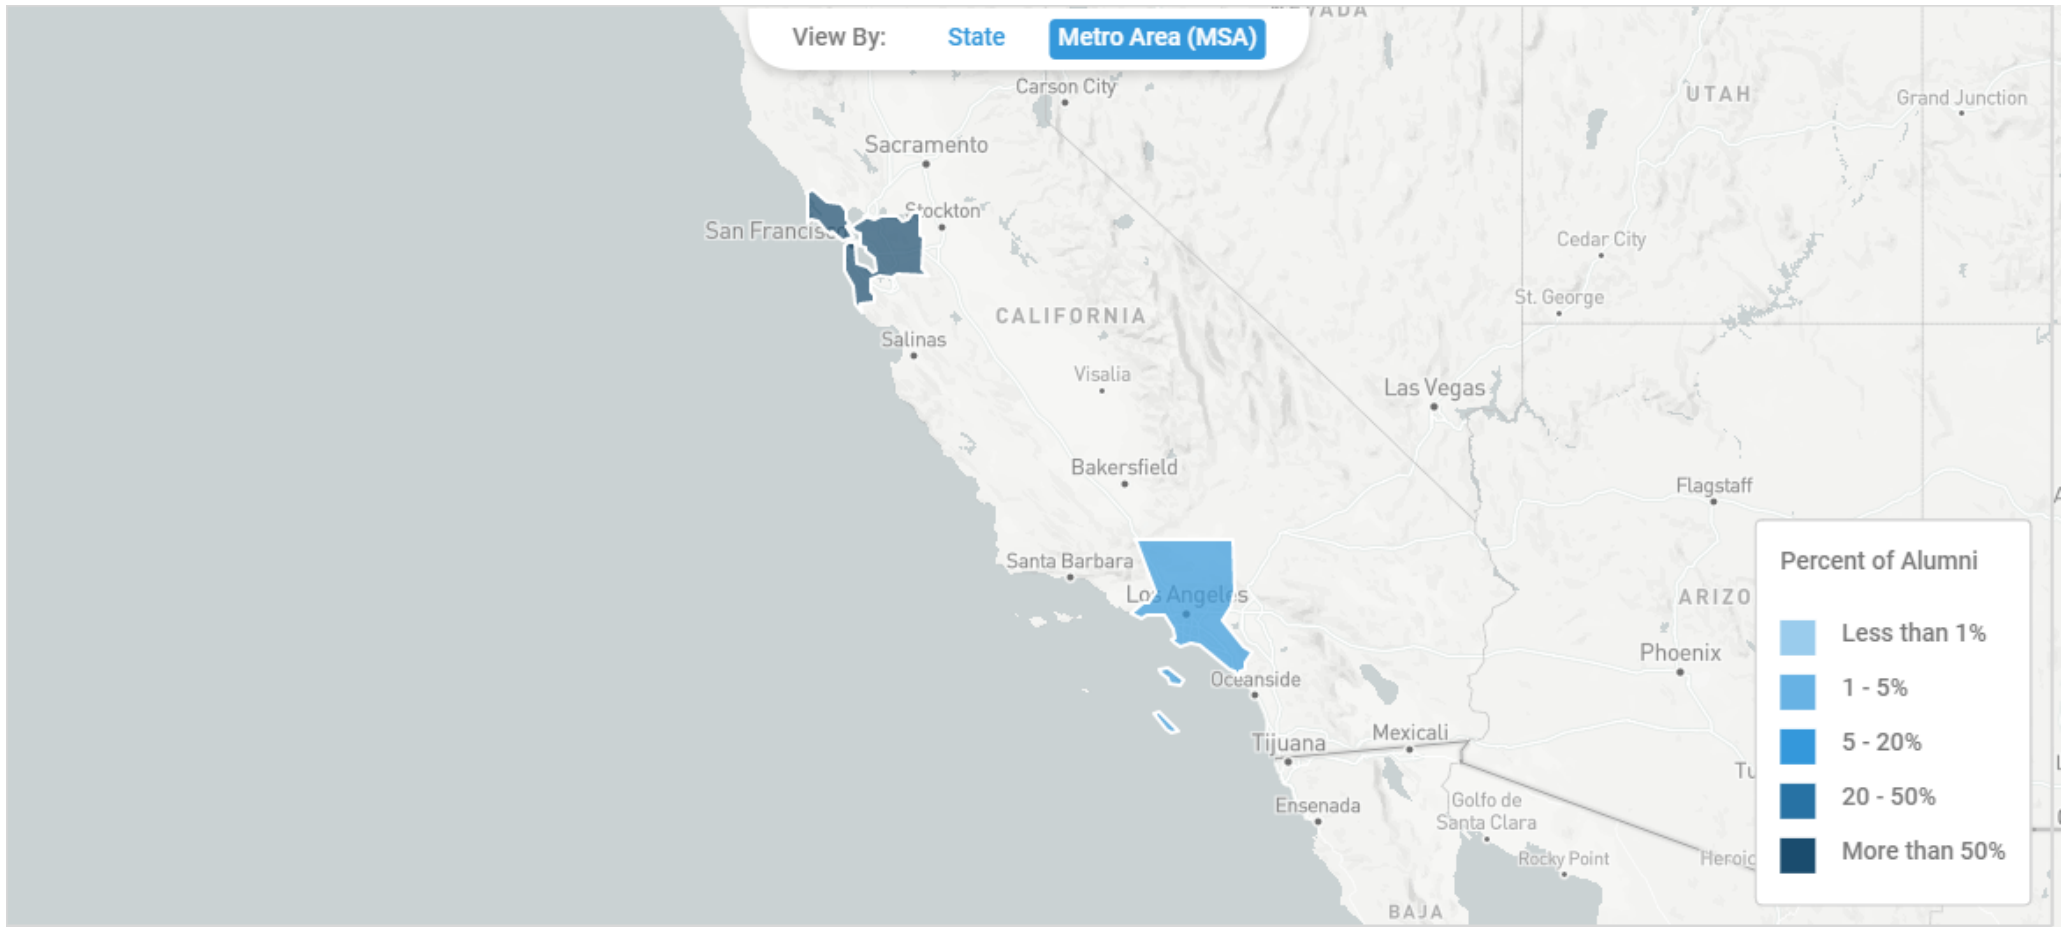 NEVADA
View By: State Metro Area (MSA)
Carson City
UTAH
Grand Junction
Sacramento
Stockton
San Francisco
Cedar City
St. George
CALIFORNIA
Salinas
Visalia
Las Vegas
Bakersfield
Flagstaff
Santa Barbara
Los Angeles
ARIZO
Phoenix
Oceanside
Tijuana
Mexicali
Tu
Ensenada
Golfo de
Santa Clara
Rocky Point
Heroic
BAJA
Percent of Alumni
Less than 1%
1 - 5%
5 - 20%
20 - 50%
More than 50%